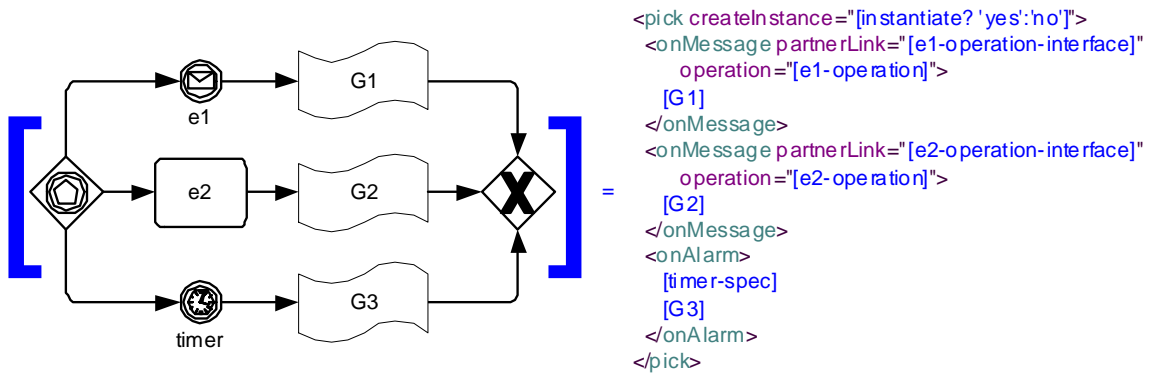 e1
G1
e2
G2
timer
G3
X
=
<pick createInstance="[instantiate? 'yes':'no']">
<onMessage partnerLink="[e1-operation-interface]"
operation="[e1-operation]">
[G1]
</onMessage>
<onMessage partnerLink="[e2-operation-interface]"
operation="[e2-operation]">
[G2]
</onMessage>
<onAlarm>
[timer-spec]
[G3]
</onAlarm>
</pick>